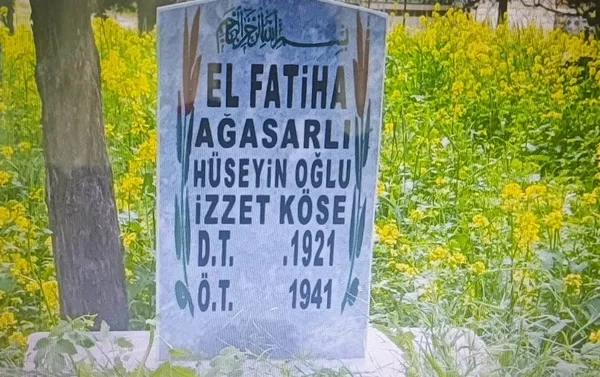 بسم الله الرحمن الرحيم
EL FATİHA
AĞASARLI
HÜSEYİN OĞLU
İZZET KÖSE
D.T. .1921
Ö.T. 1941